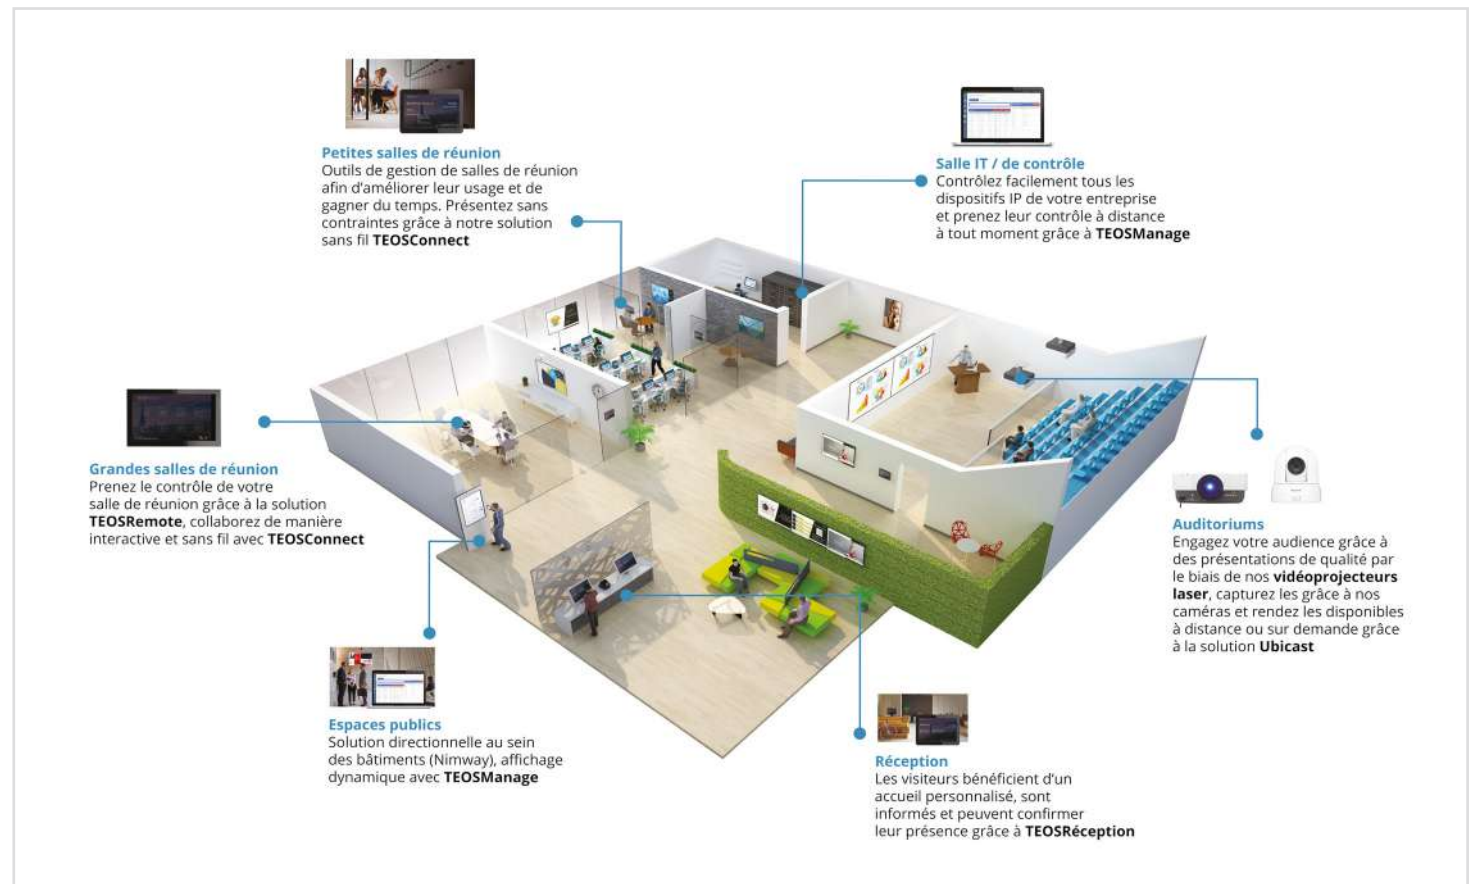 Petites salles de réunion
Outils de gestion de salles de réunion
afin d'améliorer leur usage et de
gagner du temps. Présentez sans
contraintes grâce à notre solution
sans fil TEOSConnect
Salle IT / de contrôle
Contrôlez facilement tous les
dispositifs IP de votre entreprise
et prenez leur contrôle à distance
à tout moment grâce à TEOSManage
Grandes salles de réunion
Prenez le contrôle de votre
salle de réunion grâce à la solution
TEOSRemote, collaborez de manière
interactive et sans fil avec TEOSConnect
Auditoriums
Engagez votre audience grâce à
des présentations de qualité par
le biais de nos vidéoprojecteurs
laser, capturez les grâce à nos
caméras et rendez les disponibles
à distance ou sur demande grâce
à la solution Ubicast
Espaces publics
Solution directionnelle au sein
des bâtiments (Nimway), affichage
dynamique avec TEOSManage
Réception
Les visiteurs bénéficient d'un
accueil personnalisé, sont
informés et peuvent confirmer
leur présence grâce à TEOSRéception